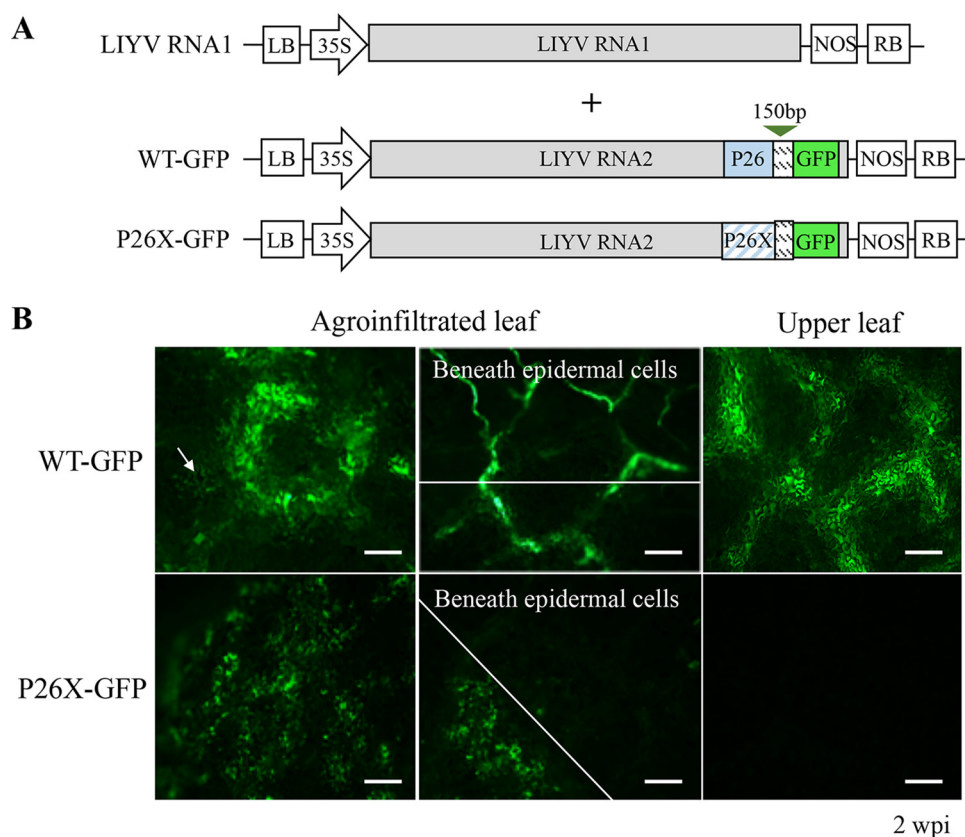 A
LIYV RNA1 LB 35S LIYV RNA1 NOS RB
+
150bp
WT-GFP LB 35S LIYV RNA2 P26 GFP NOS RB
P26X-GFP LB 35S LIYV RNA2 P26X GFP NOS RB
B
Agroinfiltrated leaf Upper leaf
Beneath epidermal cells
WT-GFP
Beneath epidermal cells
P26X-GFP
2 wpi